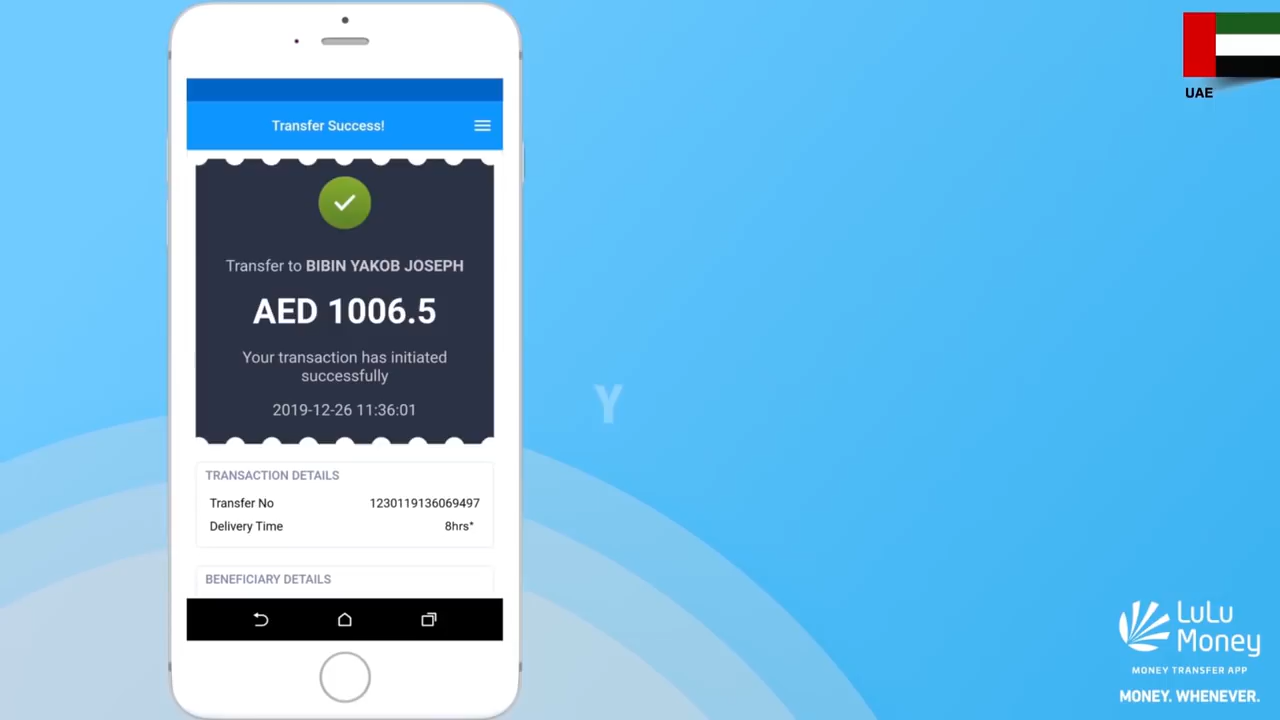 UAE
Transfer Success!
Transfer to BIBIN YAKOB JOSEPH
AED 1006.5
Your transaction has initiated
successfully
2019-12-26 11:36:01
TRANSACTION DETAILS
Transfer No 1230119136069497
Delivery Time 8hrs*
BENEFICIARY DETAILS
Y
LuLu
Money
MONEY TRANSFER APP
MONEY. WHENEVER.